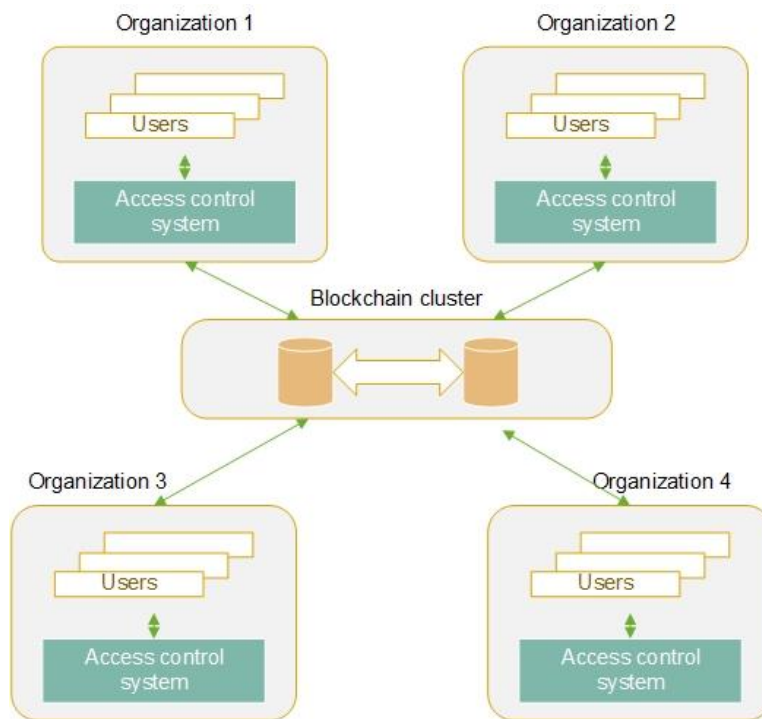 Organization 1
Users
Access control
system
Organization 2
Users
Access control
system
Blockchain cluster
Organization 3
Users
Access control
system
Organization 4
Users
Access control
system